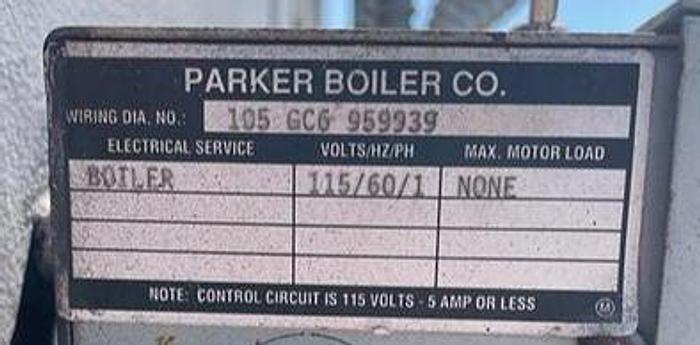 PARKER BOILER CO.
WIRING DIA. NO.: 105 GC6 959939
ELECTRICAL SERVICE VOLTS/HZ/PH MAX. MOTOR LOAD
BOILER 115/60/1 NONE
NOTE: CONTROL CIRCUIT IS 115 VOLTS - 5 AMP OR LESS M